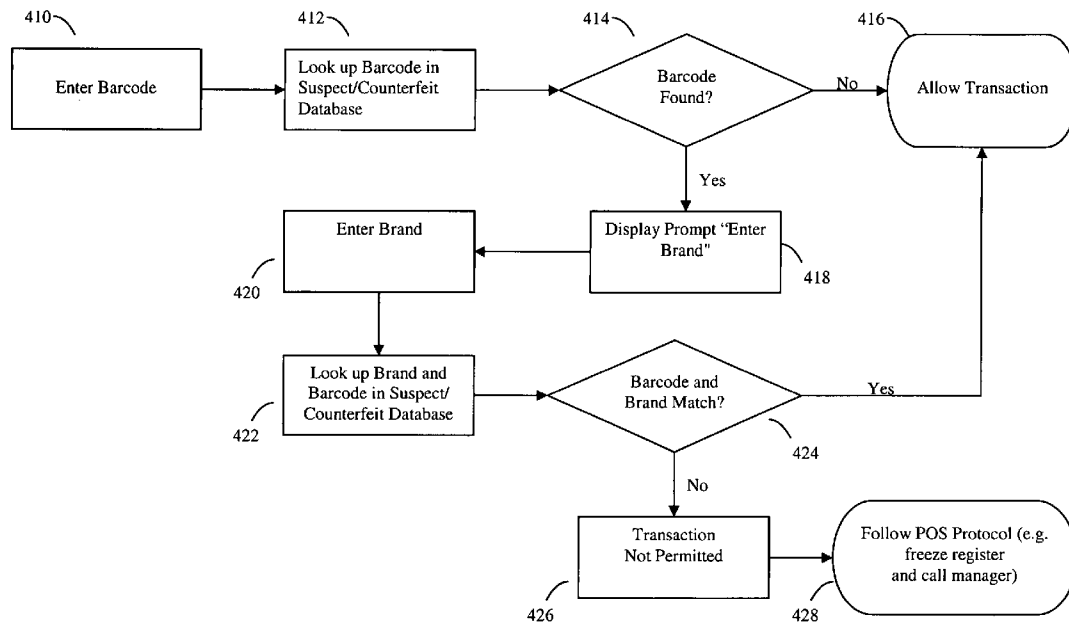 410
412
414
416
Enter Barcode
Look up Barcode in
Suspect/Counterfeit
Database
Barcode
Found?
No
Allow Transaction
Yes
Enter Brand
Display Prompt “Enter
Brand"
420
418
Look up Brand and
Barcode in Suspect/
Counterfeit Database
Barcode and
Brand Match?
Yes
422
424
No
Transaction
Not Permitted
Follow POS Protocol (e.g.
freeze register
and call manager)
426
428